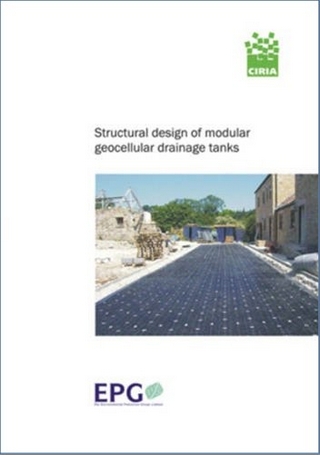 CIRIA
Structural design of modular
geocellular drainage tanks
EPG